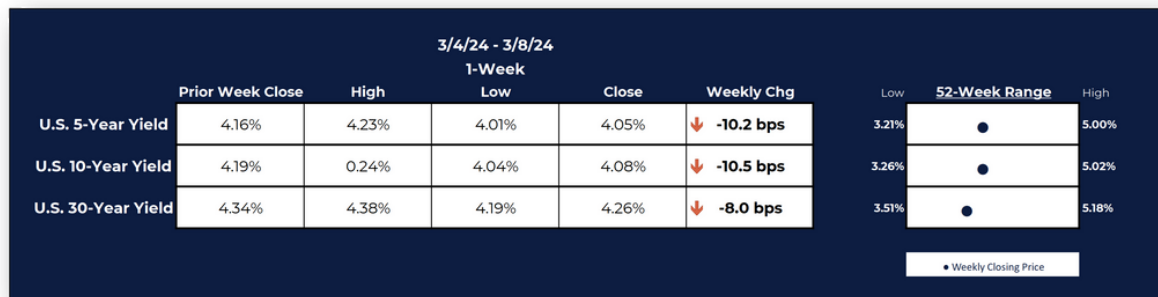 3/4/24 - 3/8/24
1-Week
Prior Week Close High Low Close Weekly Chg Low 52-Week Range High
U.S. 5-Year Yield 4.16% 4.23% 4.01% 4.05% -10.2 bps 3.21% 5.00%
U.S. 10-Year Yield 4.19% 0.24% 4.04% 4.08% -10.5 bps 3.26% 5.02%
U.S. 30-Year Yield 4.34% 4.38% 4.19% 4.26% -8.0 bps 3.51% 5.18%
Weekly Closing Price